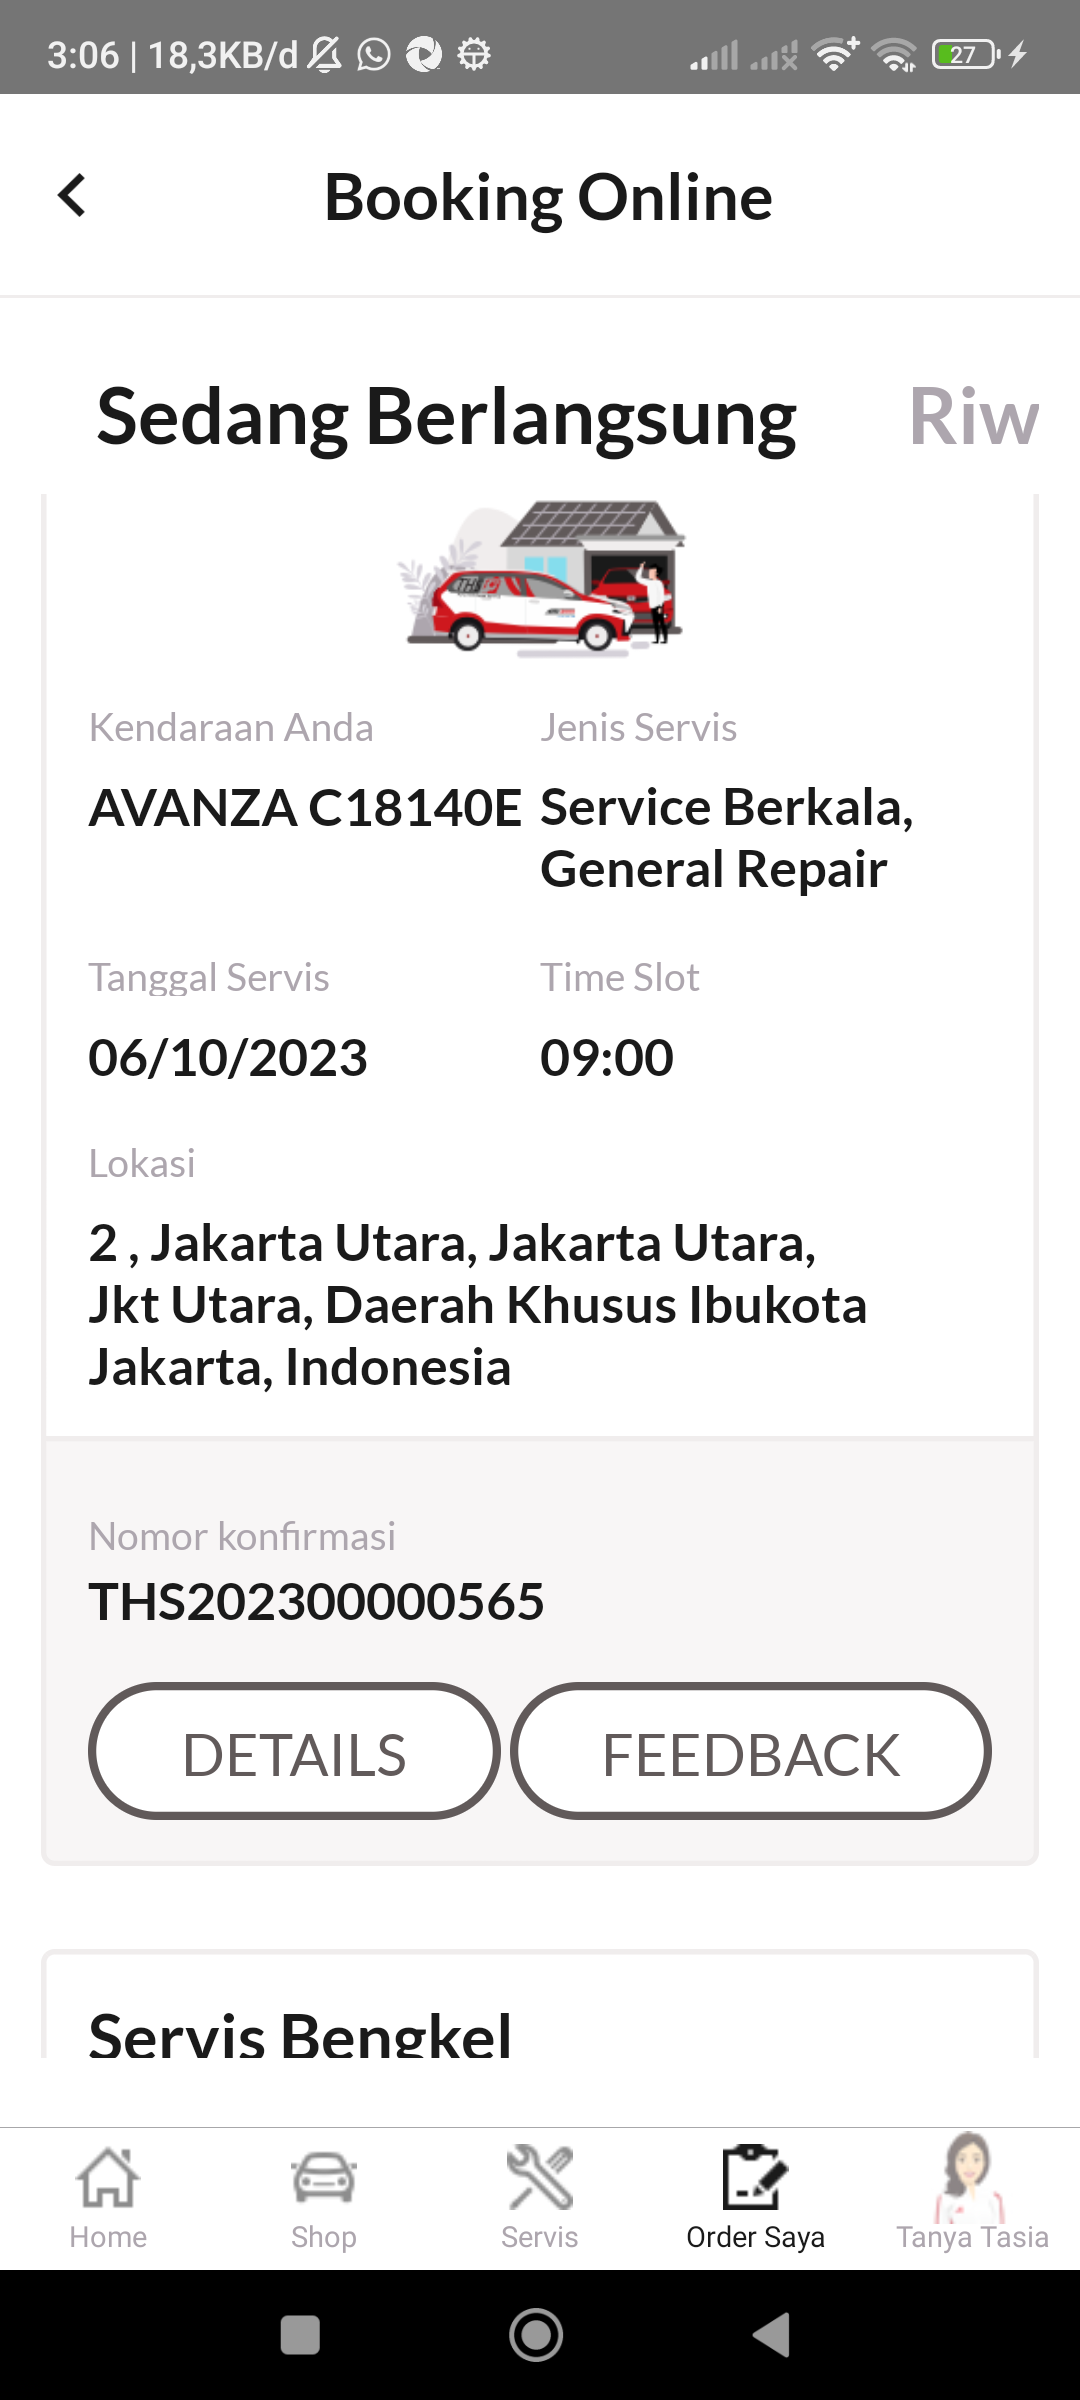 3:06 | 18,3KB/d
27
Booking Online
Sedang Berlangsung
Riw
Kendaraan Anda
Jenis Servis
AVANZA C18140E
Service Berkala,
General Repair
Tanggal Servis
Time Slot
06/10/2023
09:00
Lokasi
2 , Jakarta Utara, Jakarta Utara,
Jkt Utara, Daerah Khusus Ibukota
Jakarta, Indonesia
Nomor konfirmasi
THS202300000565
DETAILS
FEEDBACK
Servis Bengkel
Home
Shop
Servis
Order Saya
Tanya Tasia